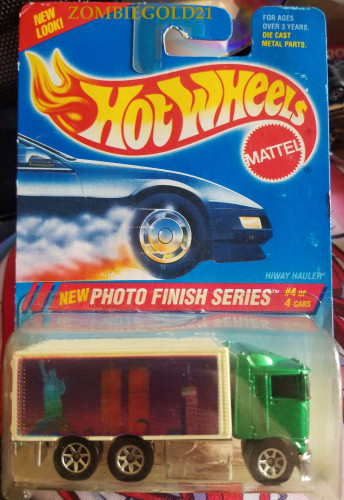 ZOMBIEGOLD21
NEW
LOOK!
FOR AGES
OVER 3 YEARS.
DIE CAST
METAL PARTS.
HOT WHEELS
MATTEL
HIWAY HAULER®
NEW PHOTO FINISH SERIES™ #4 OF
4 CARS